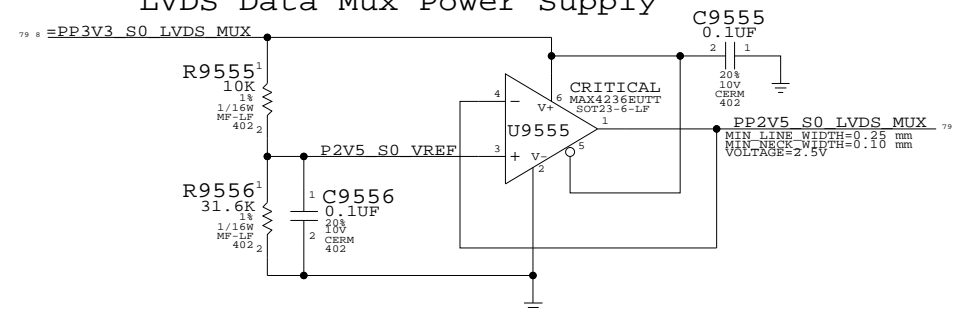 LVDS Data Mux Power Supply
79 8 =PP3V3_S0_LVDS_MUX
C9555
0.1UF
2 1
20%
10V
CERM
402
R9555 1
10K
1%
1/16W
MF-LF
402 2
4
6
V+
CRITICAL
MAX4236EUTT
SOT23-6-LF
U9555
1
PP2V5_S0_LVDS_MUX 79
MIN_LINE_WIDTH=0.25 mm
MIN_NECK_WIDTH=0.10 mm
VOLTAGE=2.5V
P2V5_S0_VREF
3
V-
5
2
R9556 1
31.6K
1%
1/16W
MF-LF
402 2
1
C9556
0.1UF
20%
10V
CERM
402
2